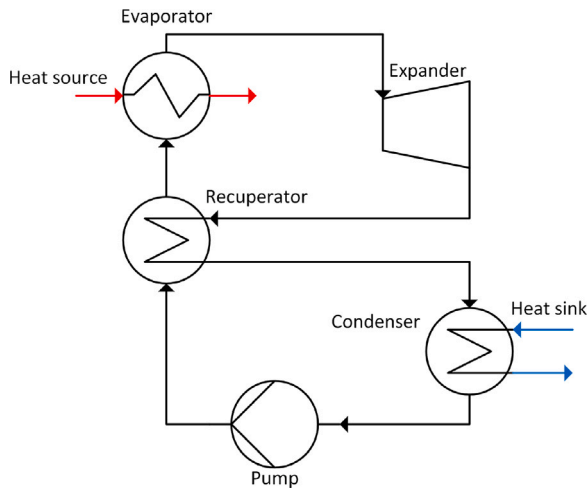 Evaporator
Heat source
Expander
Recuperator
Heat sink
Condenser
Pump